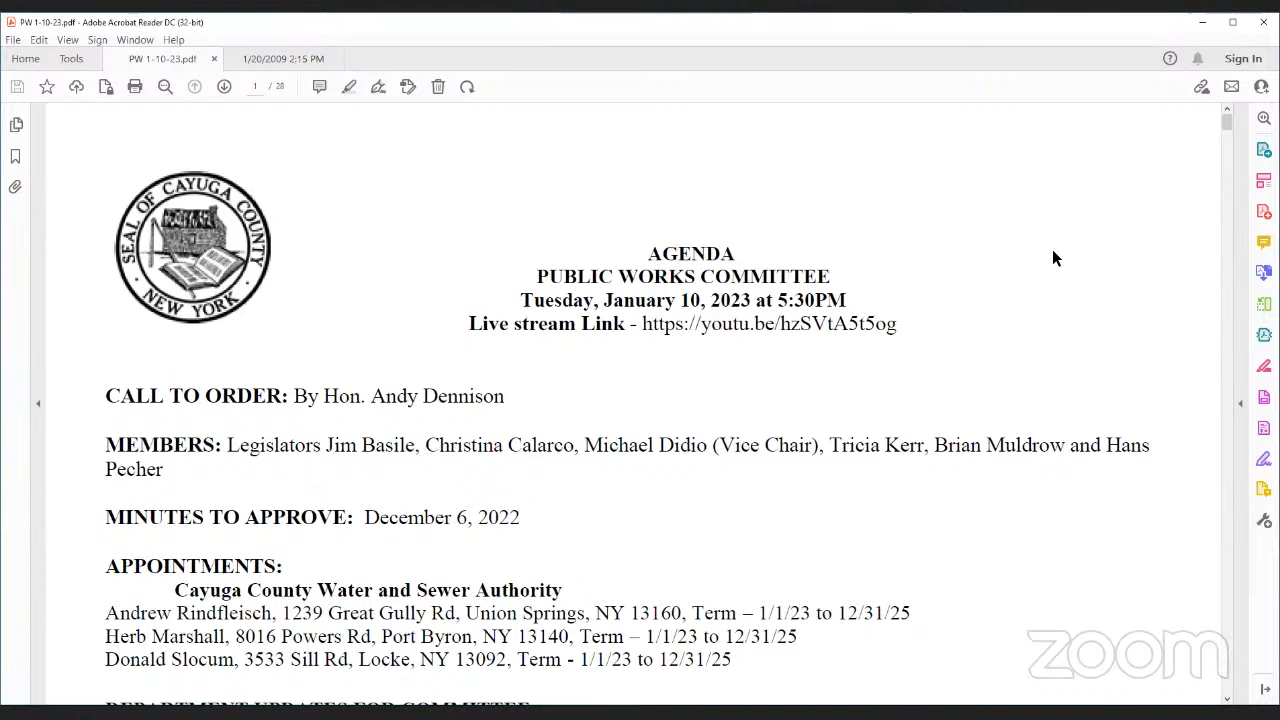 PW 1-10-23.pdf - Adobe Acrobat Reader DC (32-bit)
File Edit View Sign Window Help
Home Tools PW 1-10-23.pdf × 1/20/2009 2:15 PM Sign In
1 / 28
SEAL OF CAYUGA COUNTY
NEW YORK
AGENDA
PUBLIC WORKS COMMITTEE
Tuesday, January 10, 2023 at 5:30PM
Live stream Link - https://youtu.be/hzSVtA5t5og
CALL TO ORDER: By Hon. Andy Dennison
MEMBERS: Legislators Jim Basile, Christina Calarco, Michael Didio (Vice Chair), Tricia Kerr, Brian Muldrow and Hans
Pecher
MINUTES TO APPROVE: December 6, 2022
APPOINTMENTS:
Cayuga County Water and Sewer Authority
Andrew Rindfleisch, 1239 Great Gully Rd, Union Springs, NY 13160, Term – 1/1/23 to 12/31/25
Herb Marshall, 8016 Powers Rd, Port Byron, NY 13140, Term – 1/1/23 to 12/31/25
Donald Slocum, 3533 Sill Rd, Locke, NY 13092, Term - 1/1/23 to 12/31/25
zoom
DEPARTMENT UPDATES FOR COMMITTEE